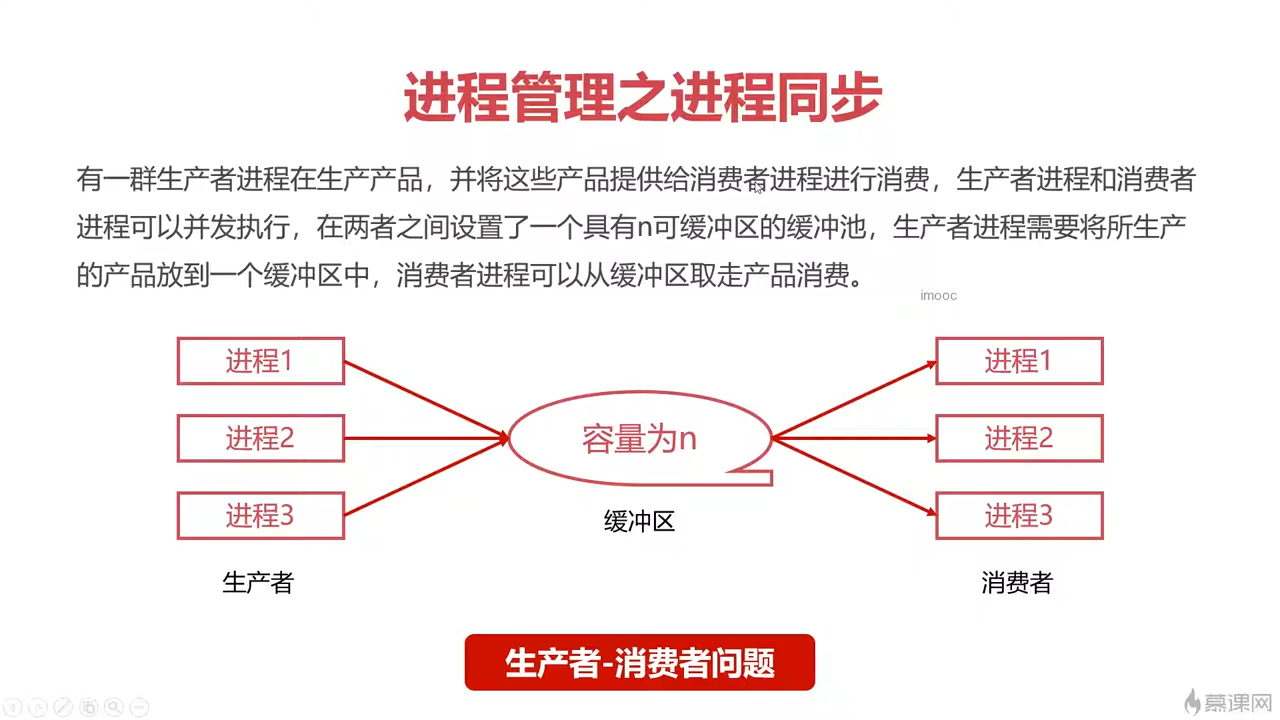 进程管理之进程同步
有一群生产者进程在生产产品，并将这些产品提供给消费者进程进行消费，生产者进程和消费者
进程可以并发执行，在两者之间设置了一个具有n可缓冲区的缓冲池，生产者进程需要将所生产
的产品放到一个缓冲区中，消费者进程可以从缓冲区取走产品消费。
imooc
进程1
进程1
进程2
容量为n
进程2
进程3
进程3
缓冲区
生产者
消费者
生产者-消费者问题
慕课网